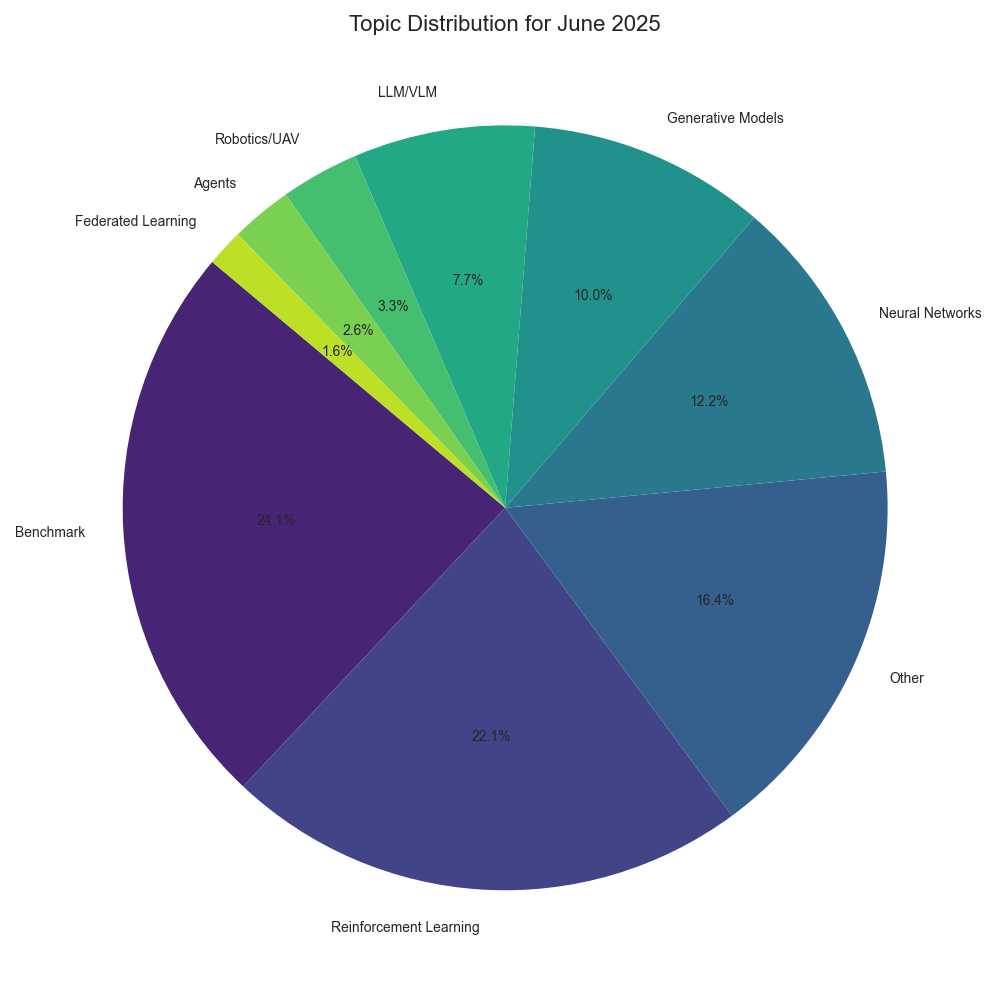 Topic Distribution for June 2025
LLM/VLM
Generative Models
Robotics/UAV
Agents
Federated Learning
Neural Networks
Benchmark
Other
Reinforcement Learning
7.7%
10.0%
3.3%
2.6%
1.6%
12.2%
24.1%
16.4%
22.1%